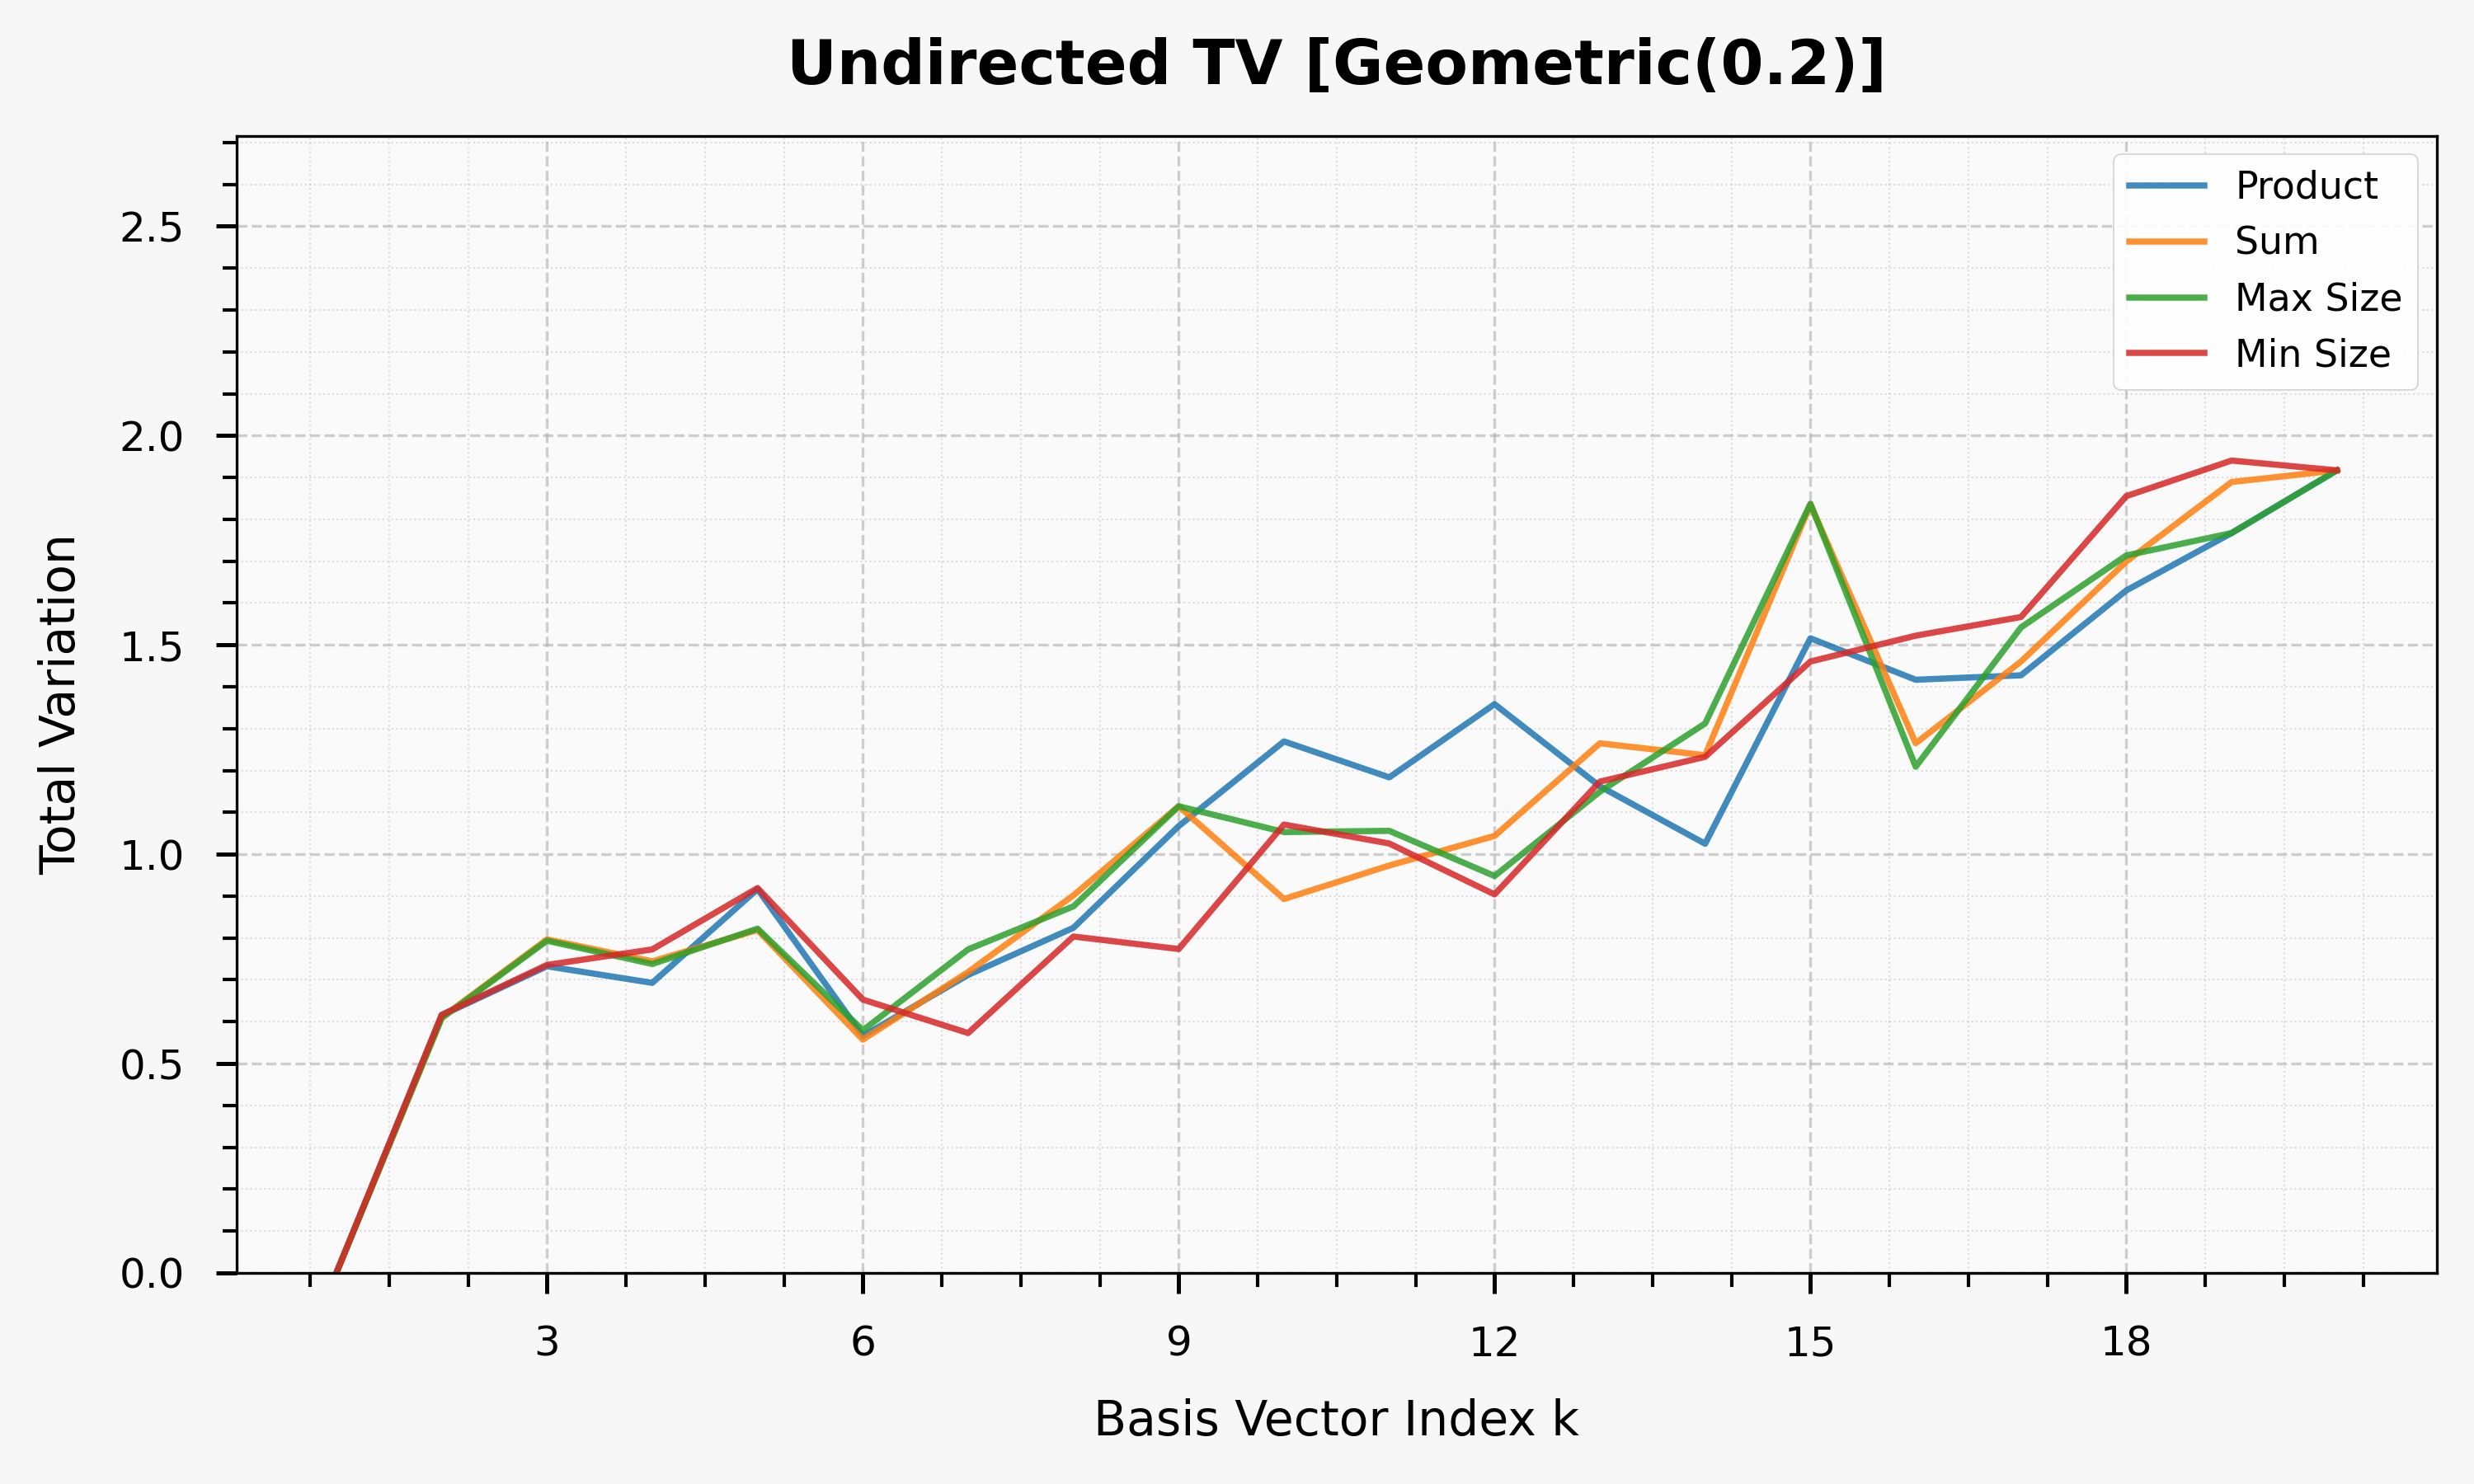 Undirected TV [Geometric(0.2)]
Product
Sum
Max Size
Min Size
2.5
2.0
1.5
1.0
0.5
0.0
Total Variation
3 6 9 12 15 18
Basis Vector Index k